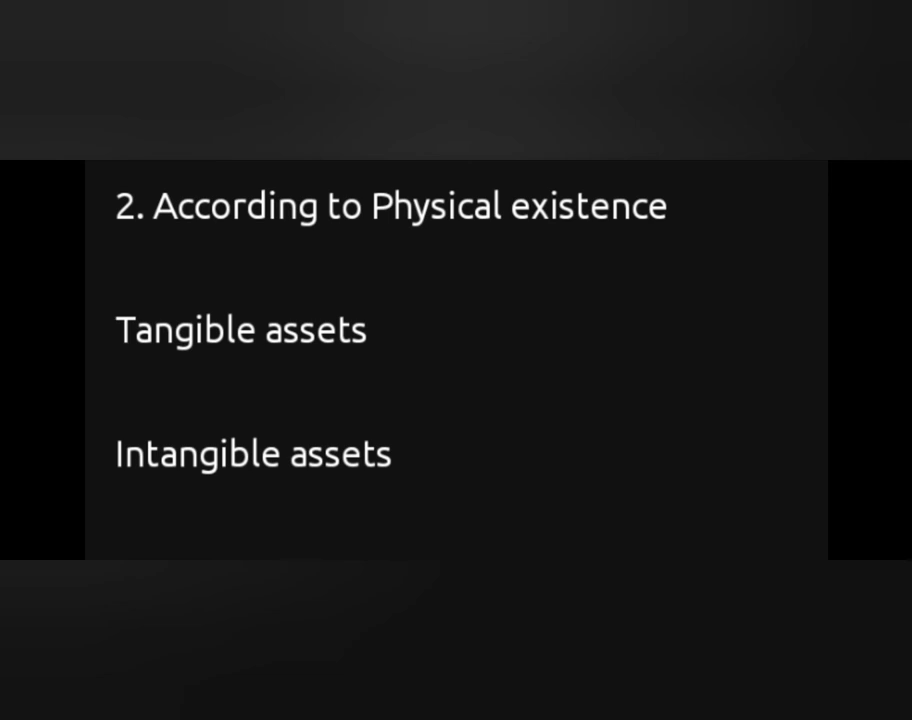 2. According to Physical existence
Tangible assets
Intangible assets